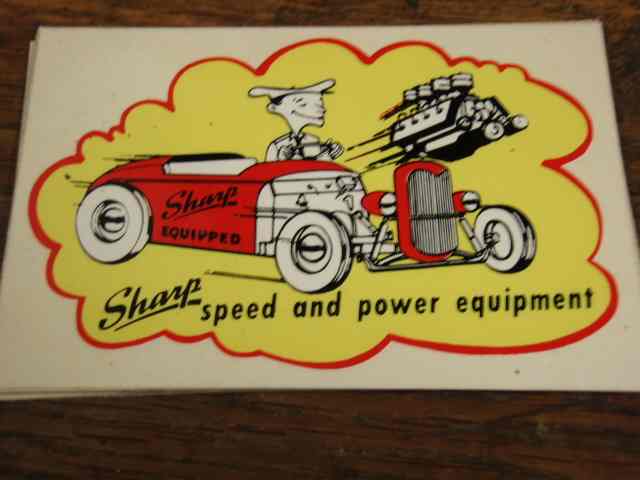 Sharp
EQUIPPED
Sharp speed and power equipment